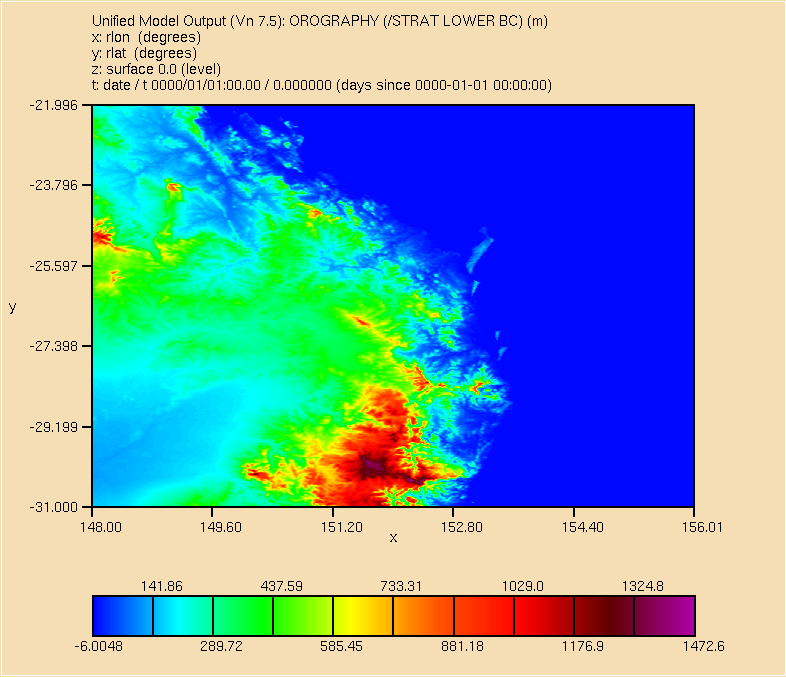 Unified Model Output (Vn 7.5): OROGRAPHY (/STRAT LOWER BC) (m)
x: rlon (degrees)
y: rlat (degrees)
z: surface 0.0 (level)
t: date / t 0000/01/01:00.00 / 0.000000 (days since 0000-01-01 00:00:00)
-21.996
-23.796
-25.597
y
-27.398
-29.199
-31.000
148.00 149.60 151.20 152.80 154.40 156.01
x
141.86 437.59 733.31 1029.0 1324.8
-6.0048 289.72 585.45 881.18 1176.9 1472.6